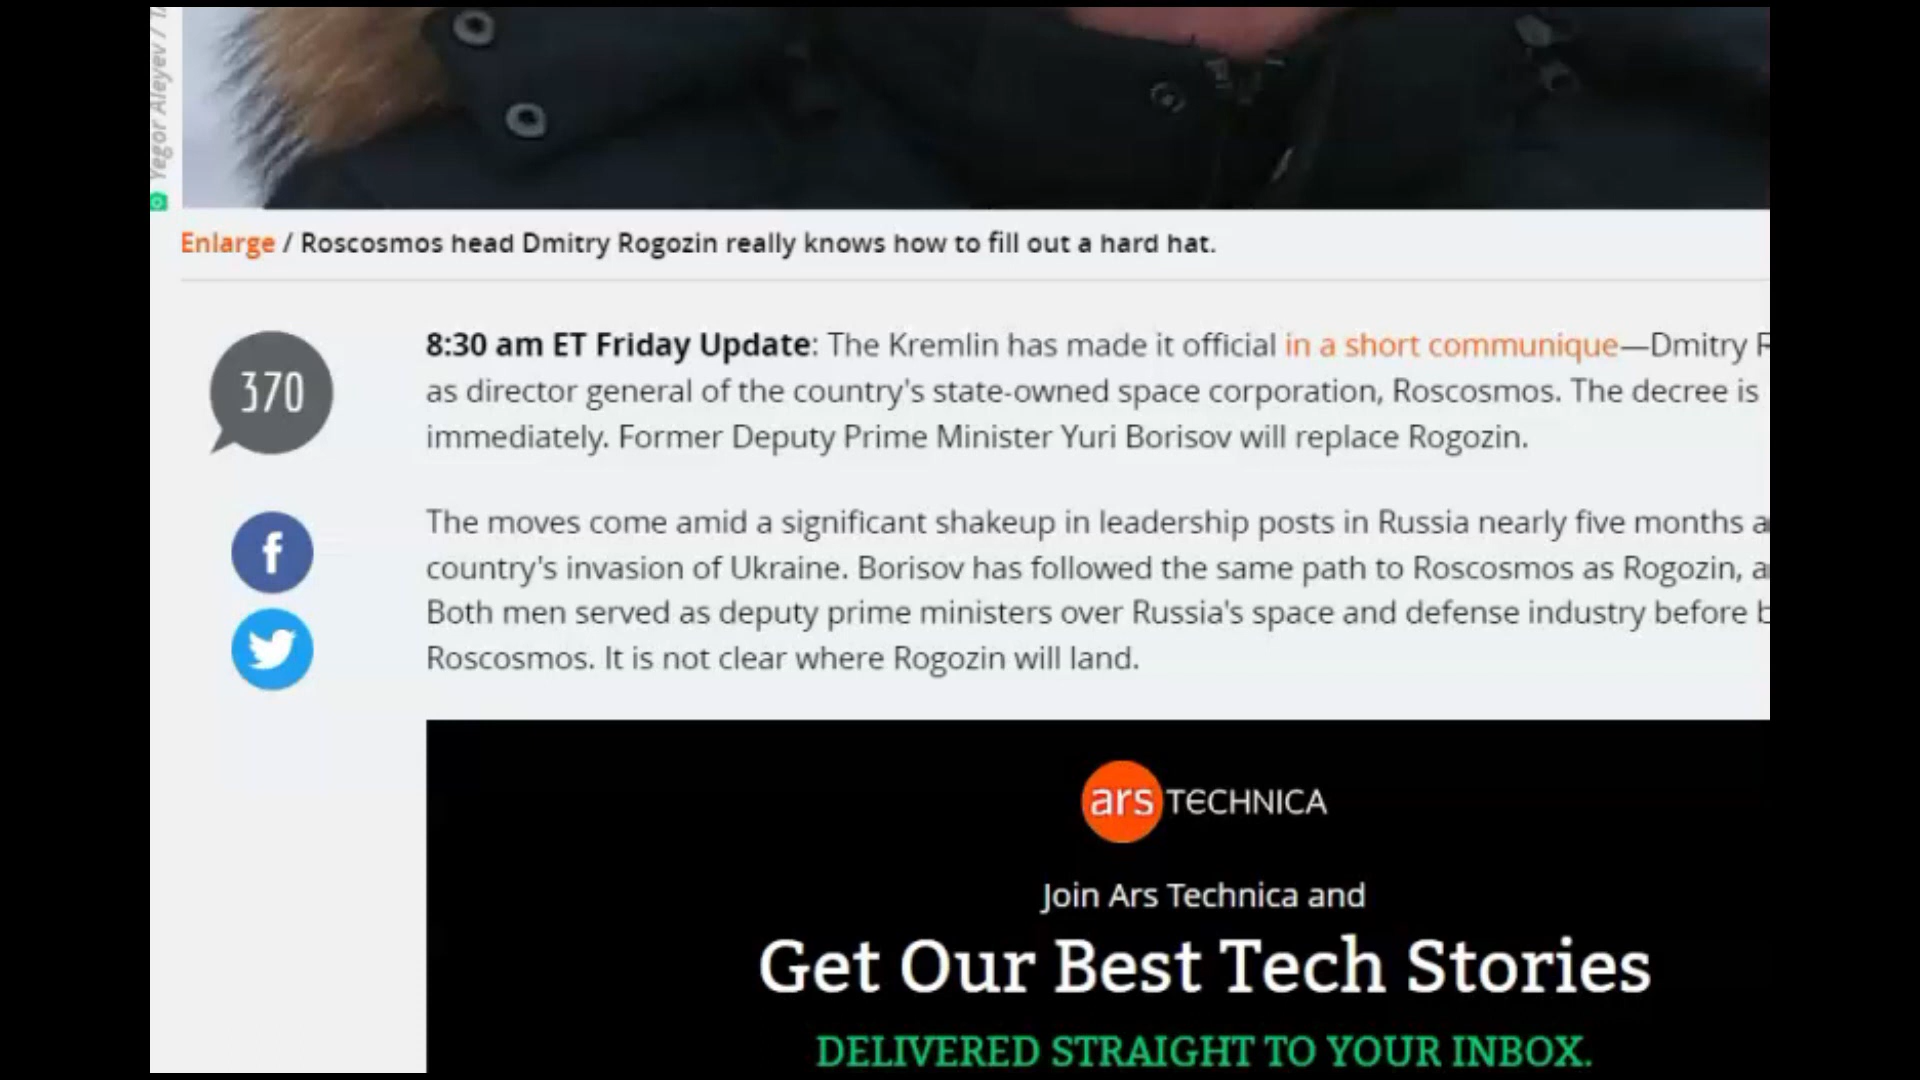 Yegor Aleyev /
Enlarge / Roscosmos head Dmitry Rogozin really knows how to fill out a hard hat.
370
8:30 am ET Friday Update: The Kremlin has made it official in a short communique—Dmitry
as director general of the country's state-owned space corporation, Roscosmos. The decree is
immediately. Former Deputy Prime Minister Yuri Borisov will replace Rogozin.
The moves come amid a significant shakeup in leadership posts in Russia nearly five months
country's invasion of Ukraine. Borisov has followed the same path to Roscosmos as Rogozin,
Both men served as deputy prime ministers over Russia's space and defense industry before
Roscosmos. It is not clear where Rogozin will land.
ars TECHNICA
Join Ars Technica and
Get Our Best Tech Stories
DELIVERED STRAIGHT TO YOUR INBOX.